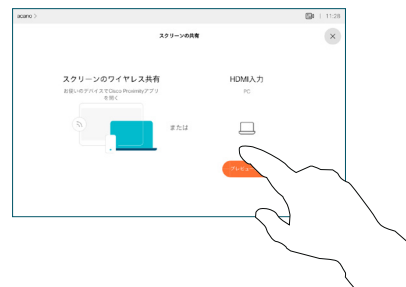 acano 〉
11:26
スクリーンの共有
スクリーンのワイヤレス共有
お使いのデバイスでCisco Proximityアプリ
を開く
または
HDMI入力
PC